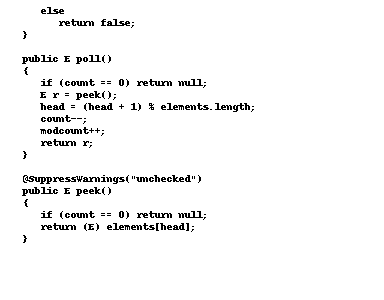 else
return false;
}
public E poll()
{
if (count == 0) return null;
E r = peek();
head = (head + 1) % elements.length;
count--;
modcount++;
return r;
}
@SuppressWarnings("unchecked")
public E peek()
{
if (count == 0) return null;
return (E) elements[head];
}